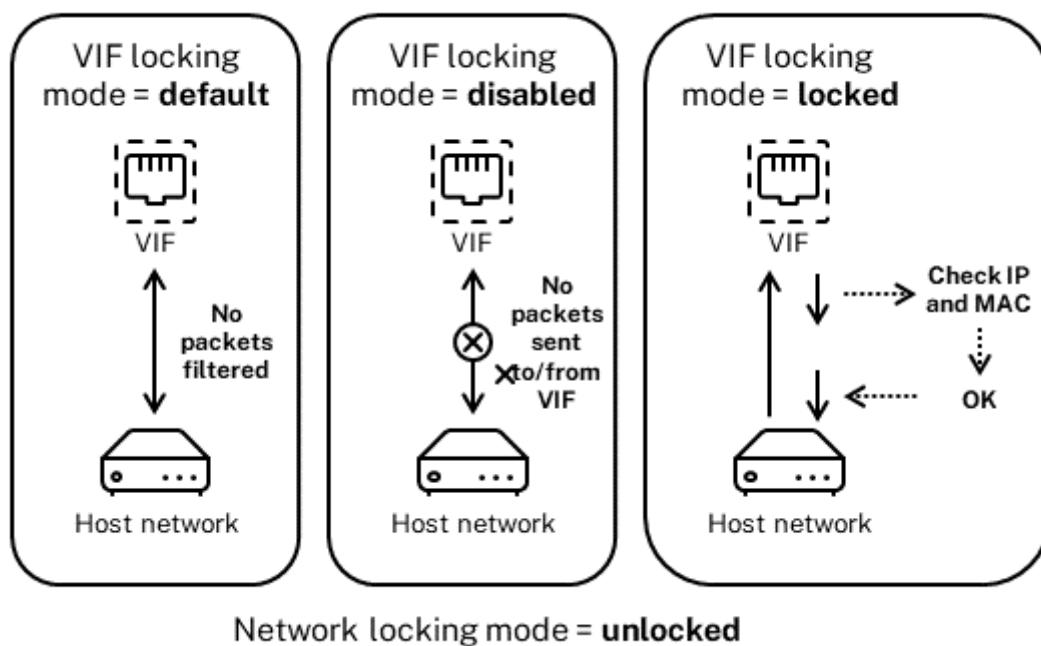 VIF locking
mode = default
VIF
No
packets
filtered
Host network
VIF locking
mode = disabled
VIF
No
packets
sent
to/from
VIF
Host network
VIF locking
mode = locked
VIF
Check IP
and MAC
OK
Host network
Network locking mode = unlocked